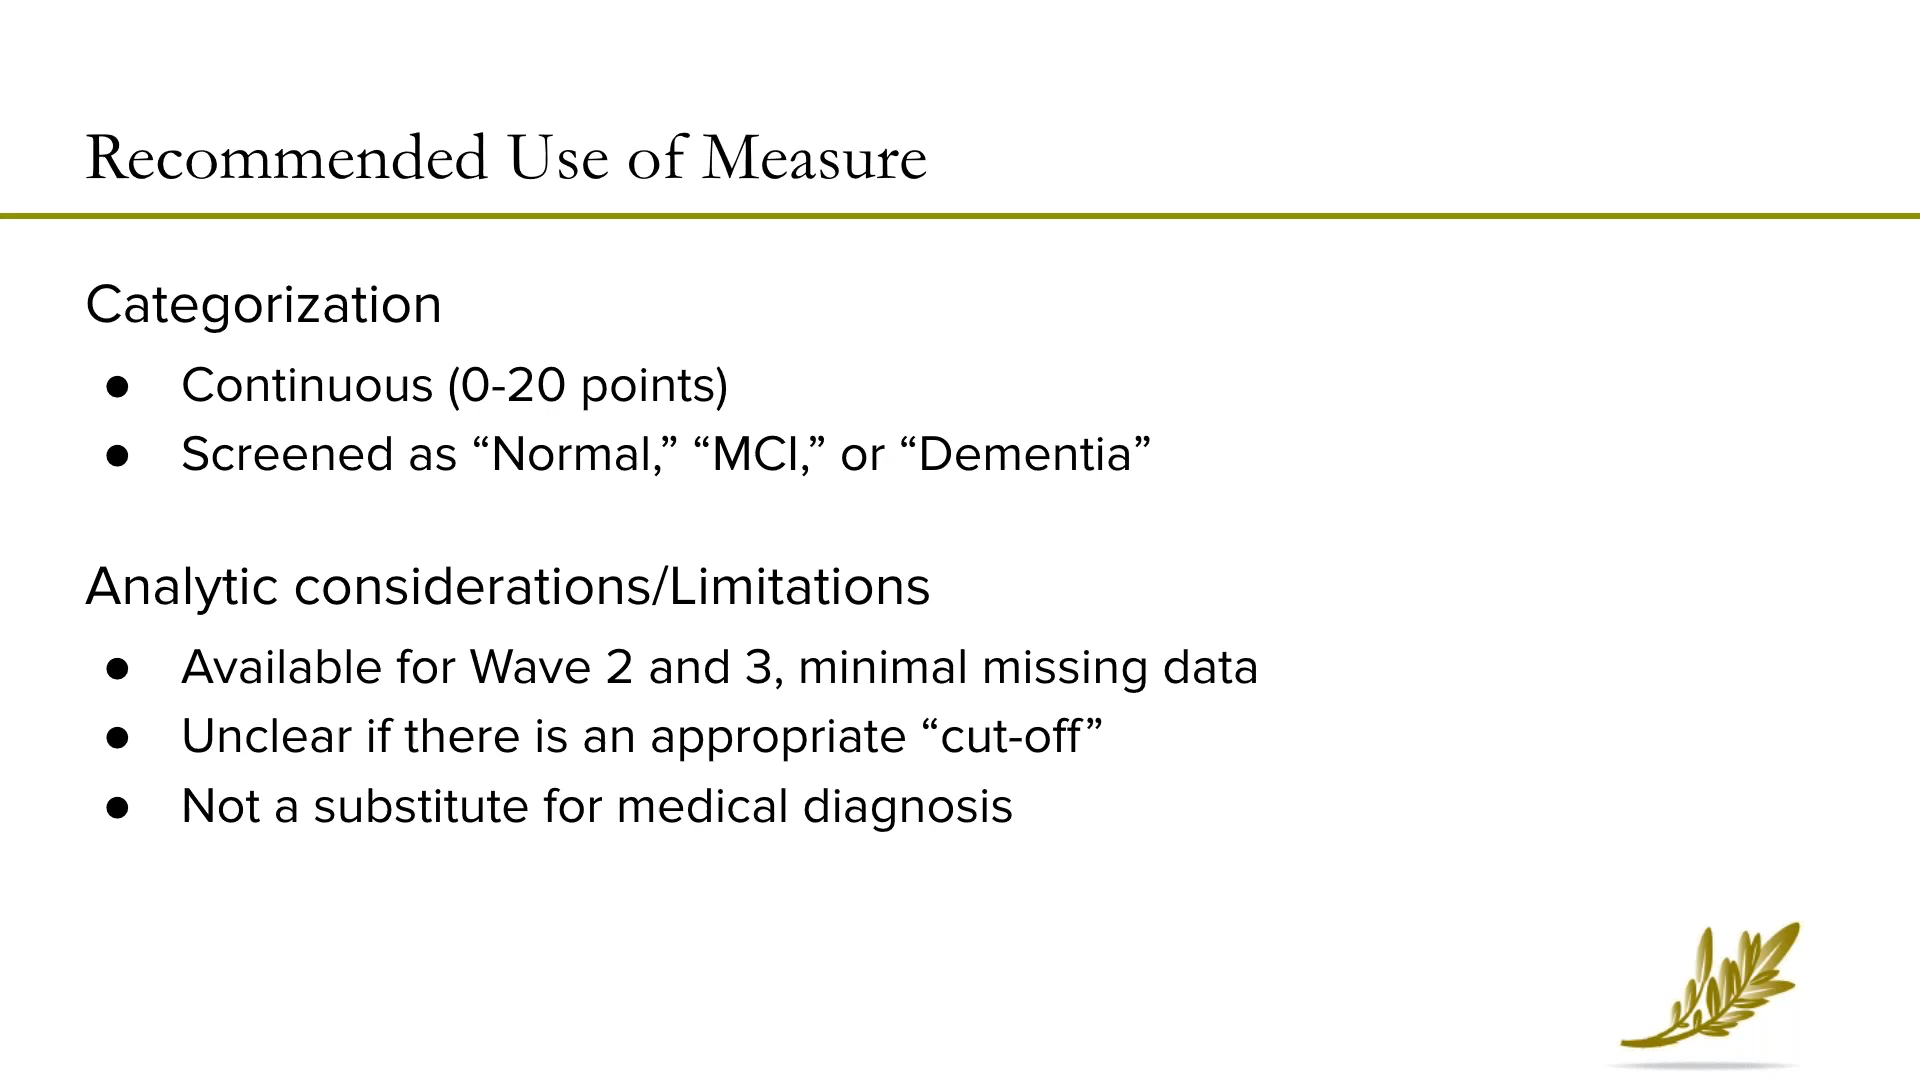 Recommended Use of Measure
Categorization
● Continuous (0-20 points)
● Screened as “Normal,” “MCI,” or “Dementia”
Analytic considerations/Limitations
● Available for Wave 2 and 3, minimal missing data
● Unclear if there is an appropriate “cut-off”
● Not a substitute for medical diagnosis